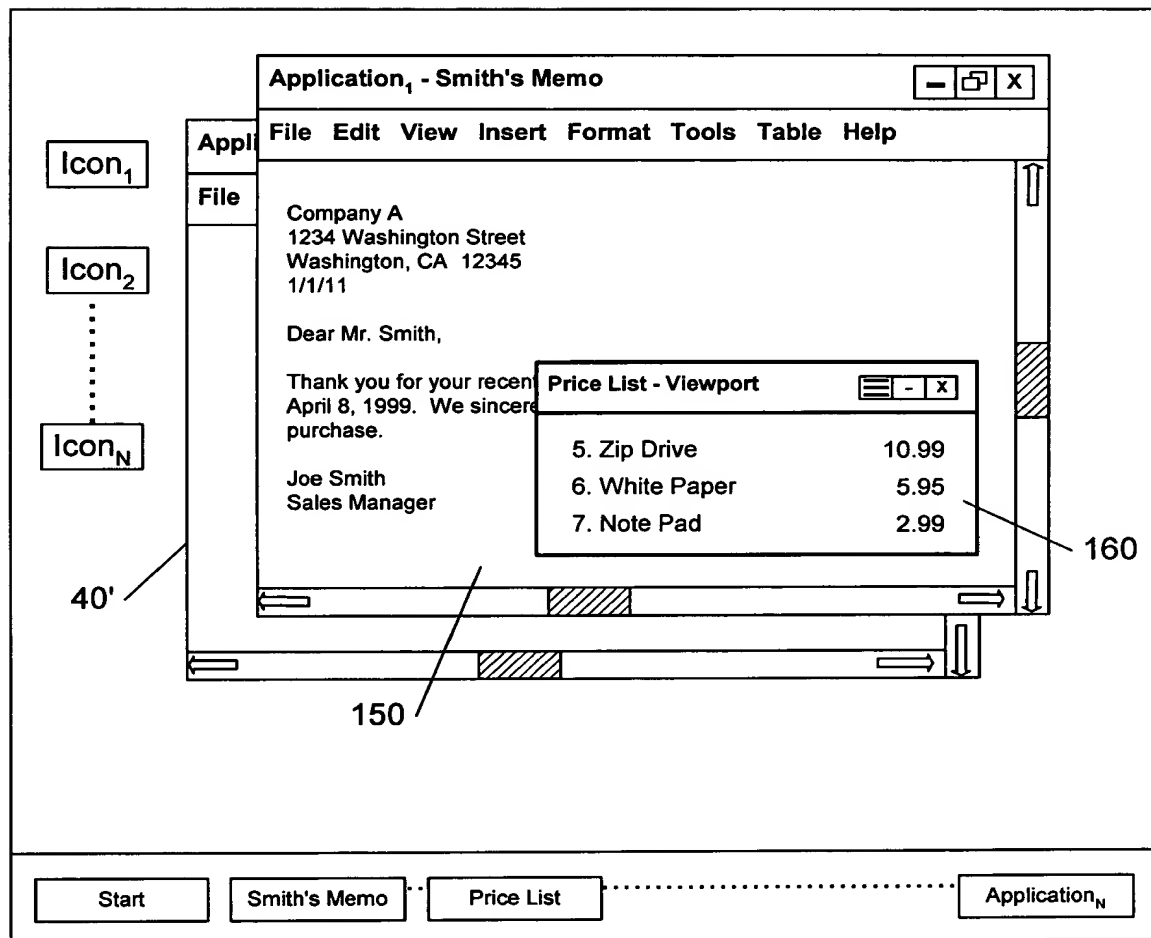 Application₁ - Smith's Memo
X
File Edit View Insert Format Tools Table Help
Appli
File
Icon₁
Icon₂
Icon_N
Company A
1234 Washington Street
Washington, CA 12345
1/1/11
Dear Mr. Smith,
Thank you for your recent
April 8, 1999. We sincere
purchase.
Joe Smith
Sales Manager
Price List - Viewport
- x
5. Zip Drive 10.99
6. White Paper 5.95
7. Note Pad 2.99
160
40'
150
Start
Smith's Memo
Price List
Application_N